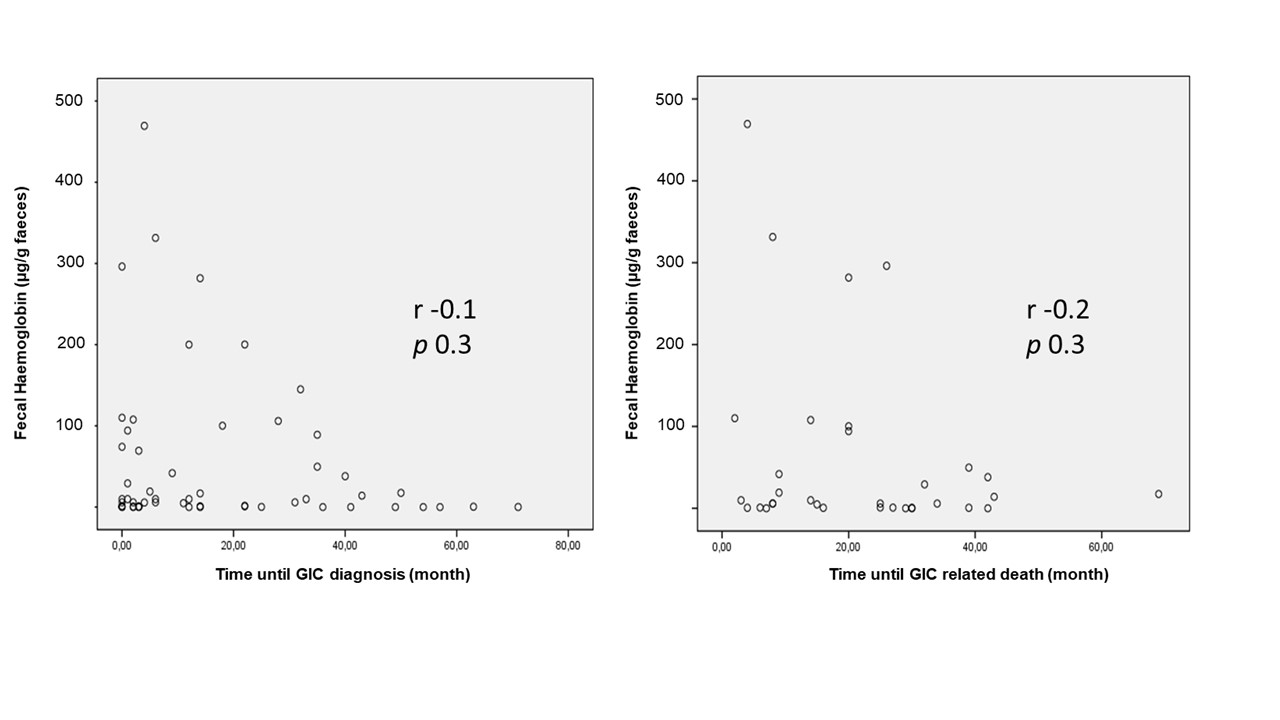 500
400
300
200
100
Fecal Haemoglobin (µg/g faeces)
r -0.1
p 0.3
0,00 20,00 40,00 60,00 80,00
Time until GIC diagnosis (month)
500
400
300
200
100
Fecal Haemoglobin (µg/g faeces)
r -0.2
p 0.3
0,00 20,00 40,00 60,00
Time until GIC related death (month)